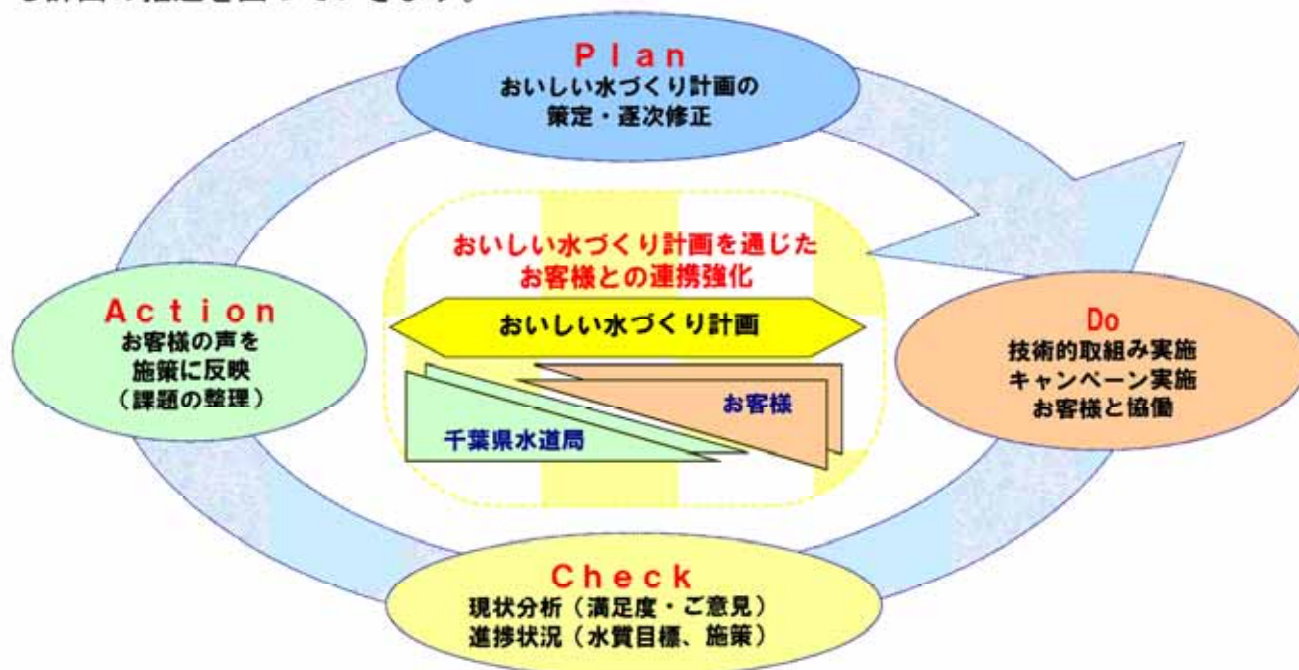 Plan
おいしい水づくり計画の
策定・逐次修正
おいしい水づくり計画を通じた
お客様との連携強化
おいしい水づくり計画
お客様
千葉県水道局
Action
お客様の声を
施策に反映
(課題の整理)
Do
技術的取組み実施
キャンペーン実施
お客様と協働
Check
現状分析(満足度・ご意見)
進捗状況(水質目標、施策)